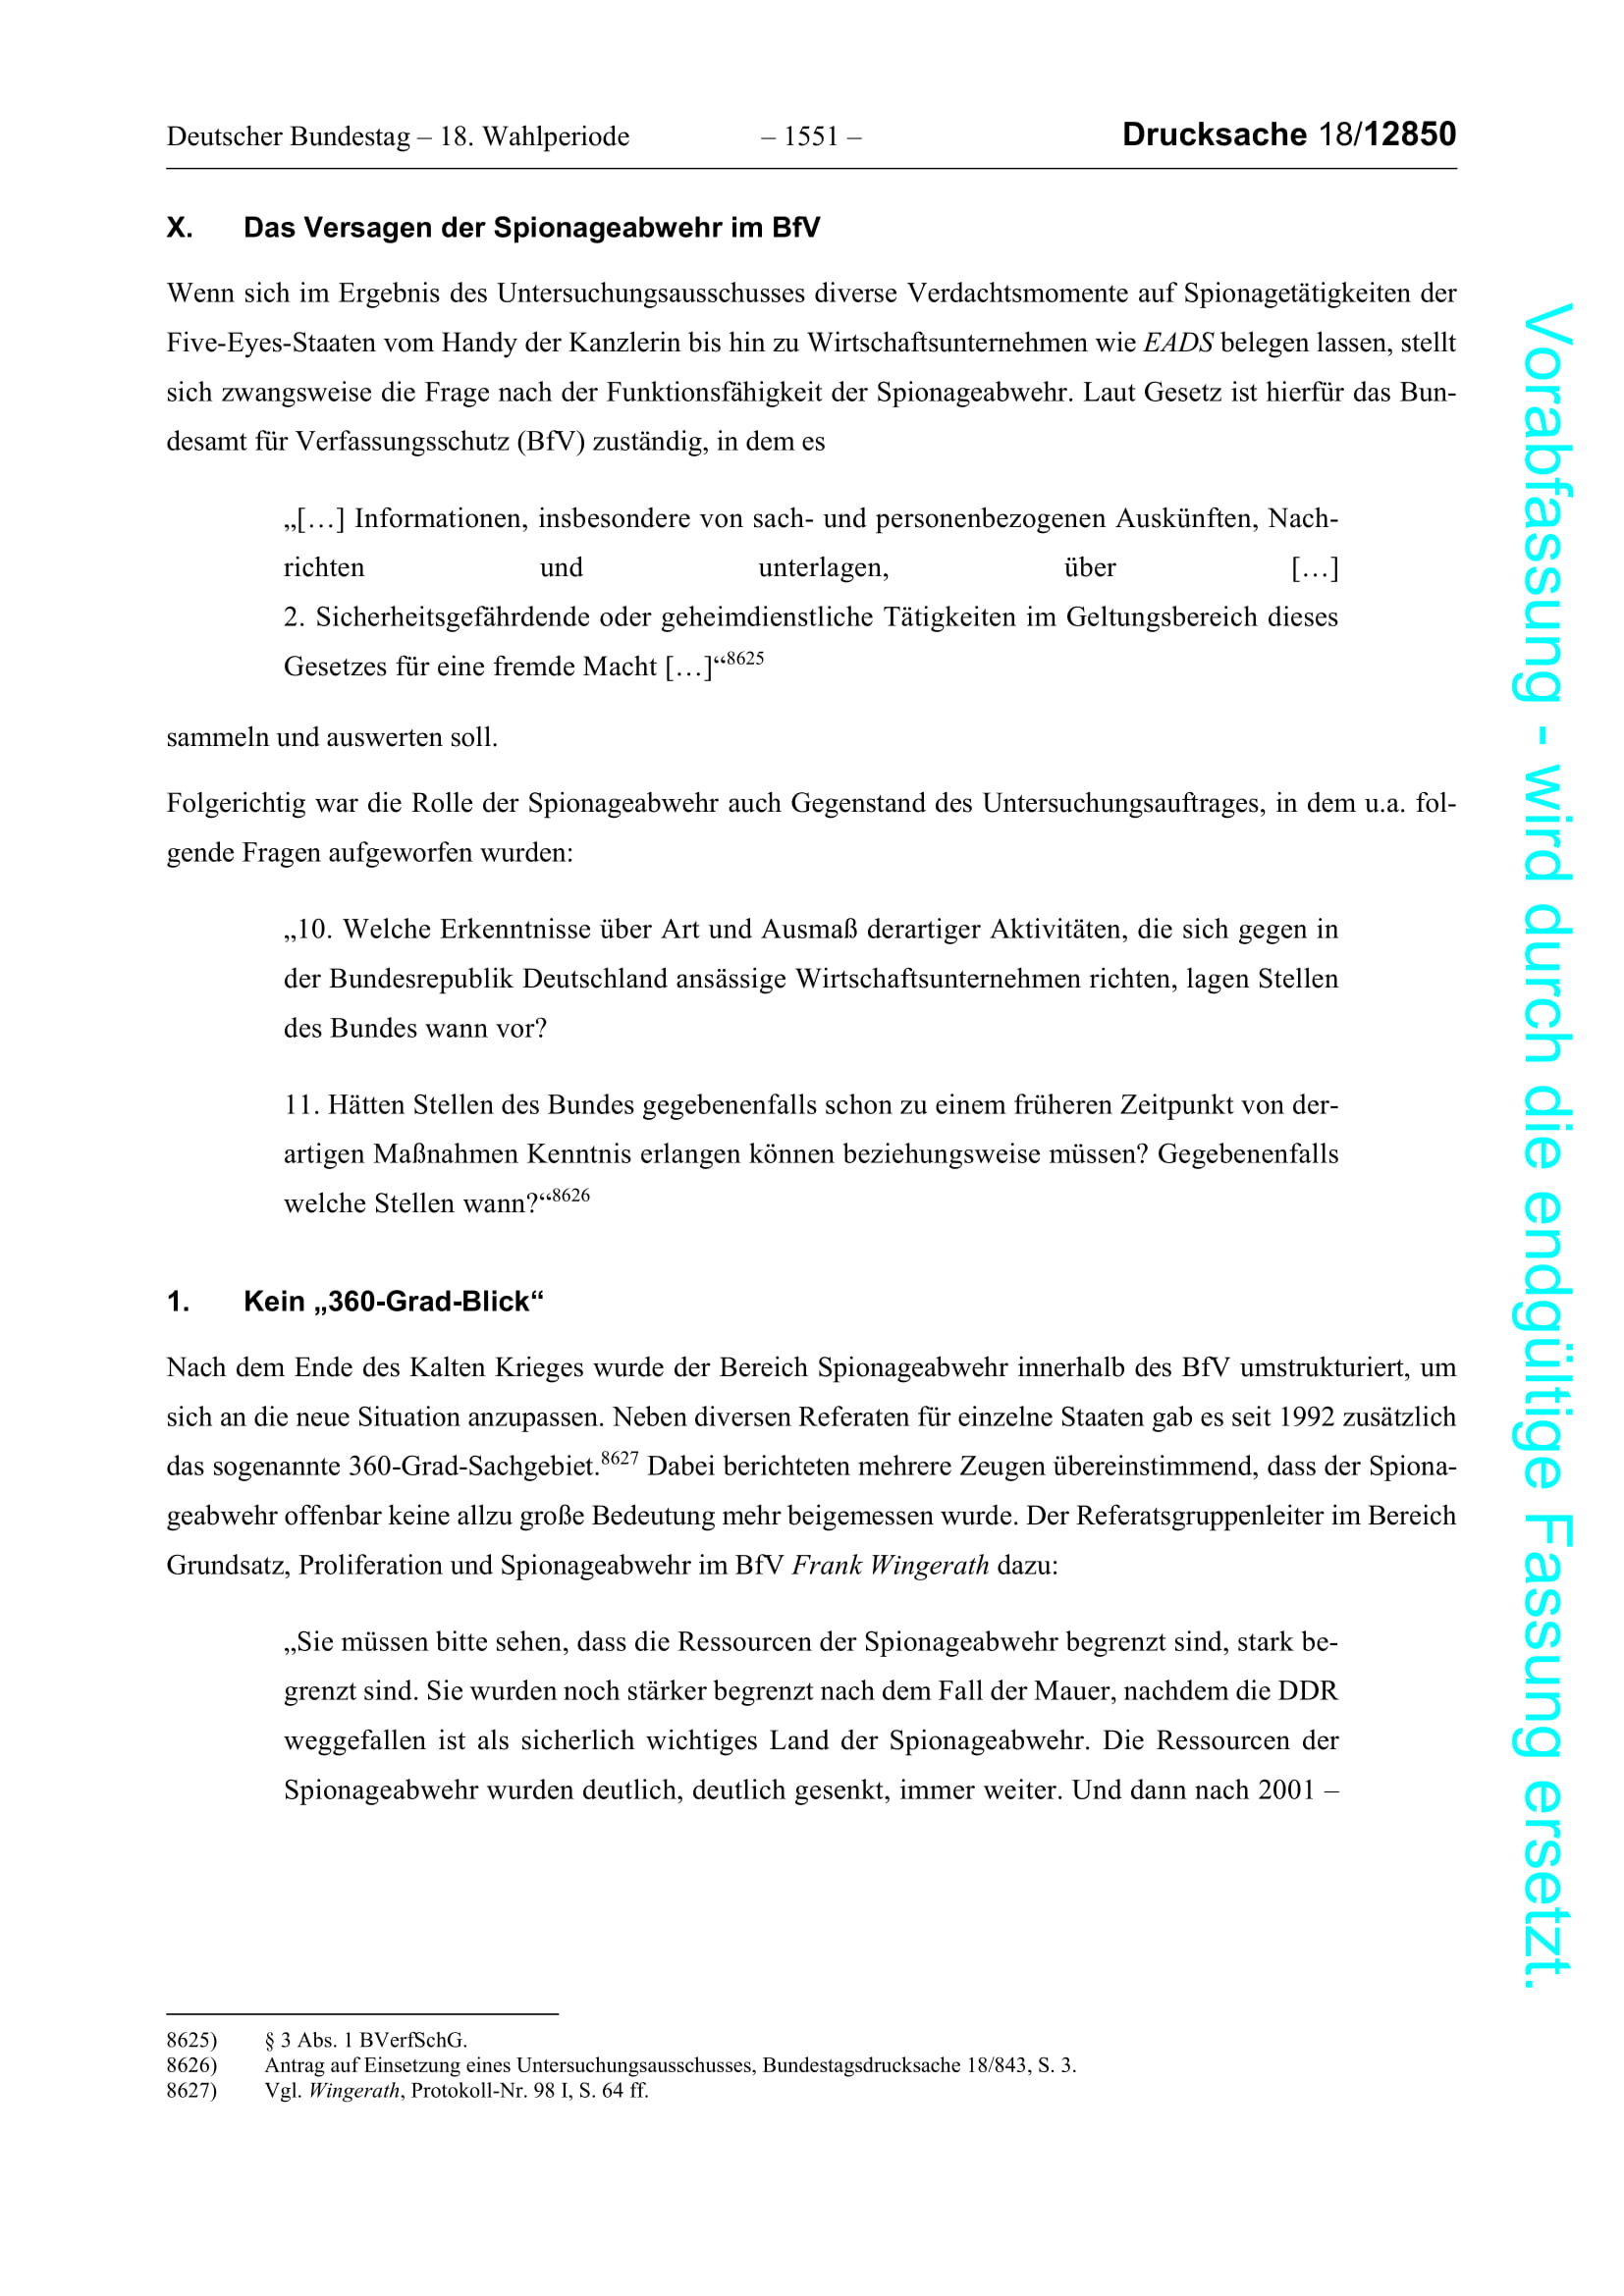 Deutscher Bundestag – 18. Wahlperiode – 1551 – Drucksache 18/12850
X. Das Versagen der Spionageabwehr im BfV
Wenn sich im Ergebnis des Untersuchungsausschusses diverse Verdachtsmomente auf Spionagetätigkeiten der
Five-Eyes-Staaten vom Handy der Kanzlerin bis hin zu Wirtschaftsunternehmen wie EADS belegen lassen, stellt
sich zwangsweise die Frage nach der Funktionsfähigkeit der Spionageabwehr. Laut Gesetz ist hierfür das Bun-
desamt für Verfassungsschutz (BfV) zuständig, in dem es
„[…] Informationen, insbesondere von sach- und personenbezogenen Auskünften, Nach-
richten und unterlagen, über […]
2. Sicherheitsgefährdende oder geheimdienstliche Tätigkeiten im Geltungsbereich dieses
Gesetzes für eine fremde Macht […]“8625
sammeln und auswerten soll.
Folgerichtig war die Rolle der Spionageabwehr auch Gegenstand des Untersuchungsauftrages, in dem u.a. fol-
gende Fragen aufgeworfen wurden:
„10. Welche Erkenntnisse über Art und Ausmaß derartiger Aktivitäten, die sich gegen in
der Bundesrepublik Deutschland ansässige Wirtschaftsunternehmen richten, lagen Stellen
des Bundes wann vor?
11. Hätten Stellen des Bundes gegebenenfalls schon zu einem früheren Zeitpunkt von der-
artigen Maßnahmen Kenntnis erlangen können beziehungsweise müssen? Gegebenenfalls
welche Stellen wann?“8626
1. Kein „360-Grad-Blick“
Nach dem Ende des Kalten Krieges wurde der Bereich Spionageabwehr innerhalb des BfV umstrukturiert, um
sich an die neue Situation anzupassen. Neben diversen Referaten für einzelne Staaten gab es seit 1992 zusätzlich
das sogenannte 360-Grad-Sachgebiet.8627 Dabei berichteten mehrere Zeugen übereinstimmend, dass der Spiona-
geabwehr offenbar keine allzu große Bedeutung mehr beigemessen wurde. Der Referatsgruppenleiter im Bereich
Grundsatz, Proliferation und Spionageabwehr im BfV Frank Wingerath dazu:
„Sie müssen bitte sehen, dass die Ressourcen der Spionageabwehr begrenzt sind, stark be-
grenzt sind. Sie wurden noch stärker begrenzt nach dem Fall der Mauer, nachdem die DDR
weggefallen ist als sicherlich wichtiges Land der Spionageabwehr. Die Ressourcen der
Spionageabwehr wurden deutlich, deutlich gesenkt, immer weiter. Und dann nach 2001 –
8625) § 3 Abs. 1 BVerfSchG.
8626) Antrag auf Einsetzung eines Untersuchungsausschusses, Bundestagsdrucksache 18/843, S. 3.
8627) Vgl. Wingerath, Protokoll-Nr. 98 I, S. 64 ff.
Vorabfassung - wird durch die endgültige Fassung ersetzt.